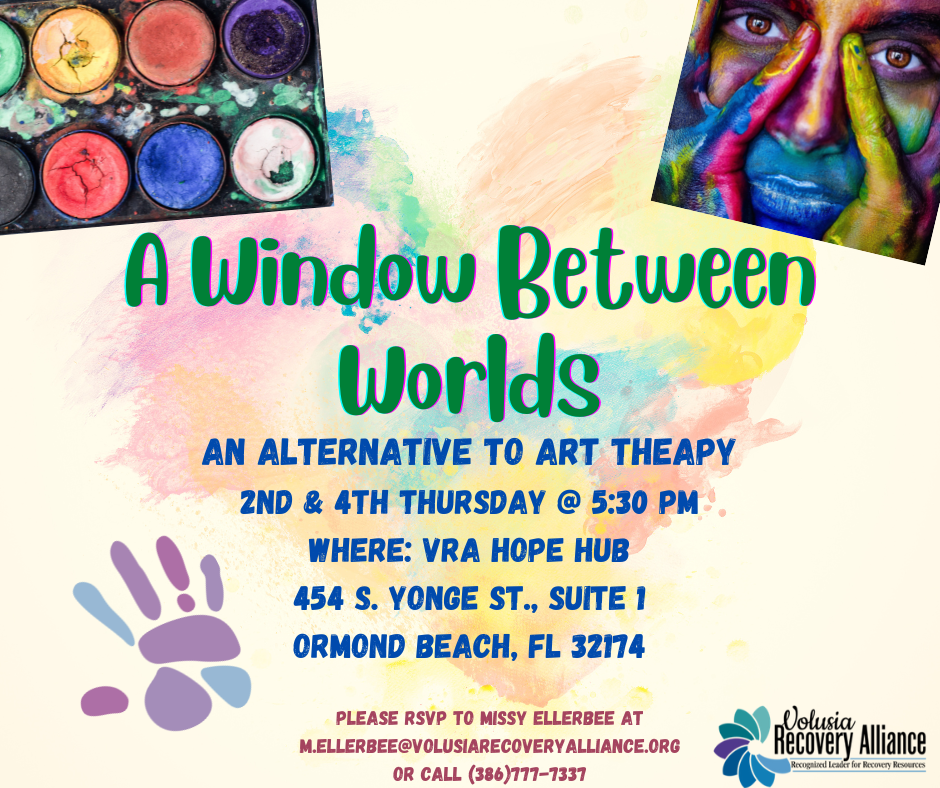 A Window Between
Worlds
AN ALTERNATIVE TO ART THEAPY
2ND & 4TH THURSDAY @ 5:30 PM
WHERE: VRA HOPE HUB
454 S. YONGE ST., SUITE 1
ORMOND BEACH, FL 32174
PLEASE RSVP TO MISSY ELLERBEE AT
M.ELLERBEE@VOLUSIARECOVERYALLIANCE.ORG
OR CALL (386)777-7337
Volusia
Recovery Alliance
Recognized Leader for Recovery Resources